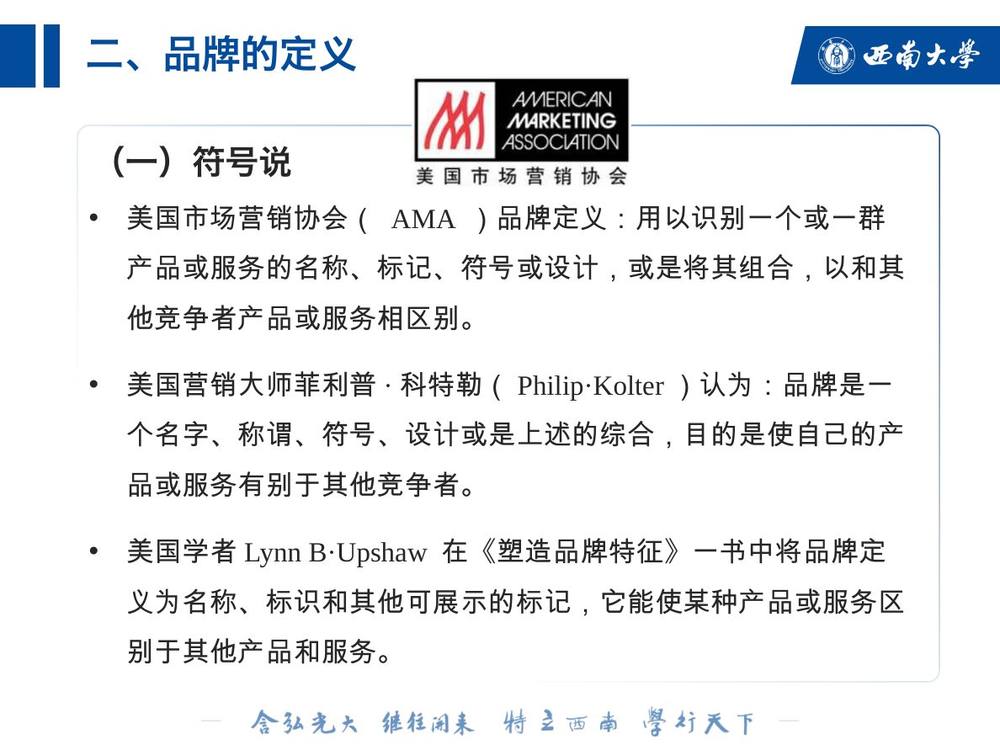 二、品牌的定义
西南大学
AMERICAN
MARKETING
ASSOCIATION
美国市场营销协会
（一）符号说
• 美国市场营销协会（ AMA ）品牌定义：用以识别一个或一群
产品或服务的名称、标记、符号或设计，或是将其组合，以和其
他竞争者产品或服务相区别。
• 美国营销大师菲利普·科特勒（ Philip·Kolter ）认为：品牌是一
个名字、称谓、符号、设计或是上述的综合，目的是使自己的产
品或服务有别于其他竞争者。
• 美国学者 Lynn B·Upshaw 在《塑造品牌特征》一书中将品牌定
义为名称、标识和其他可展示的标记，它能使某种产品或服务区
别于其他产品和服务。
含弘光大 继往开来 特立西南 學行天下